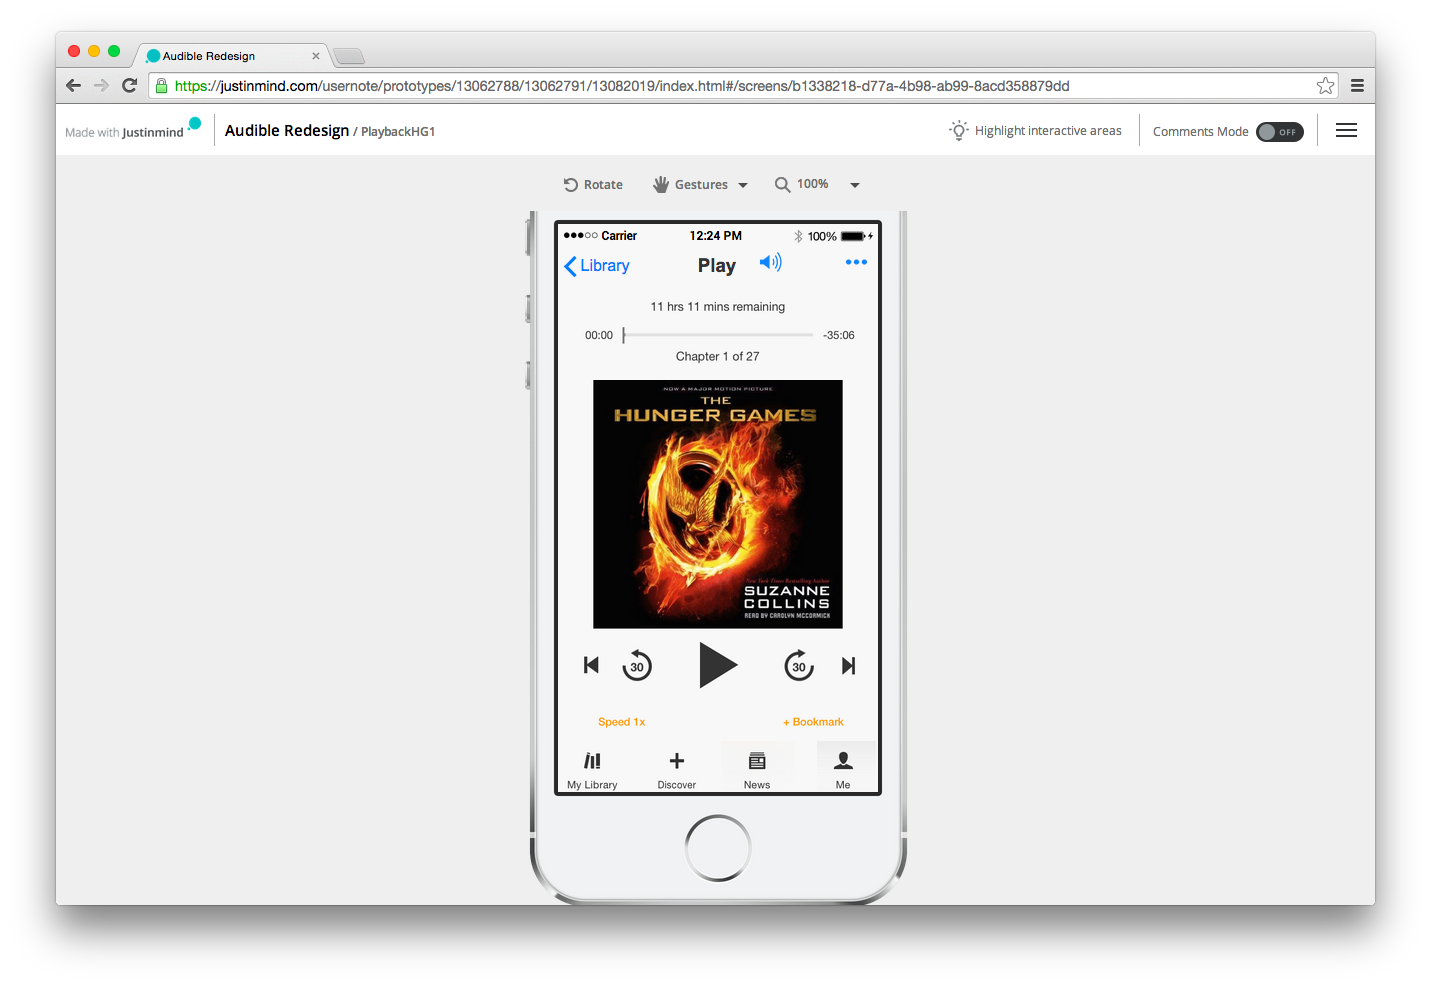 Audible Redesign
https://justinmind.com/usernote/prototypes/13062788/13062791/13082019/index.html#/screens/b1338218-d77a-4b98-ab99-8acd358879dd
Made with Justinmind
Audible Redesign / PlaybackHG1
Highlight interactive areas
Comments Mode
OFF
Rotate
Gestures
100%
Carrier
12:24 PM
100%
Library
Play
11 hrs 11 mins remaining
00:00
-35:06
Chapter 1 of 27
NOW A MAJOR MOTION PICTURE
THE
HUNGER GAMES
New York Times Bestselling Author
SUZANNE
COLLINS
READ BY CAROLYN MCCORMICK
30
30
Speed 1x
+ Bookmark
My Library
Discover
News
Me